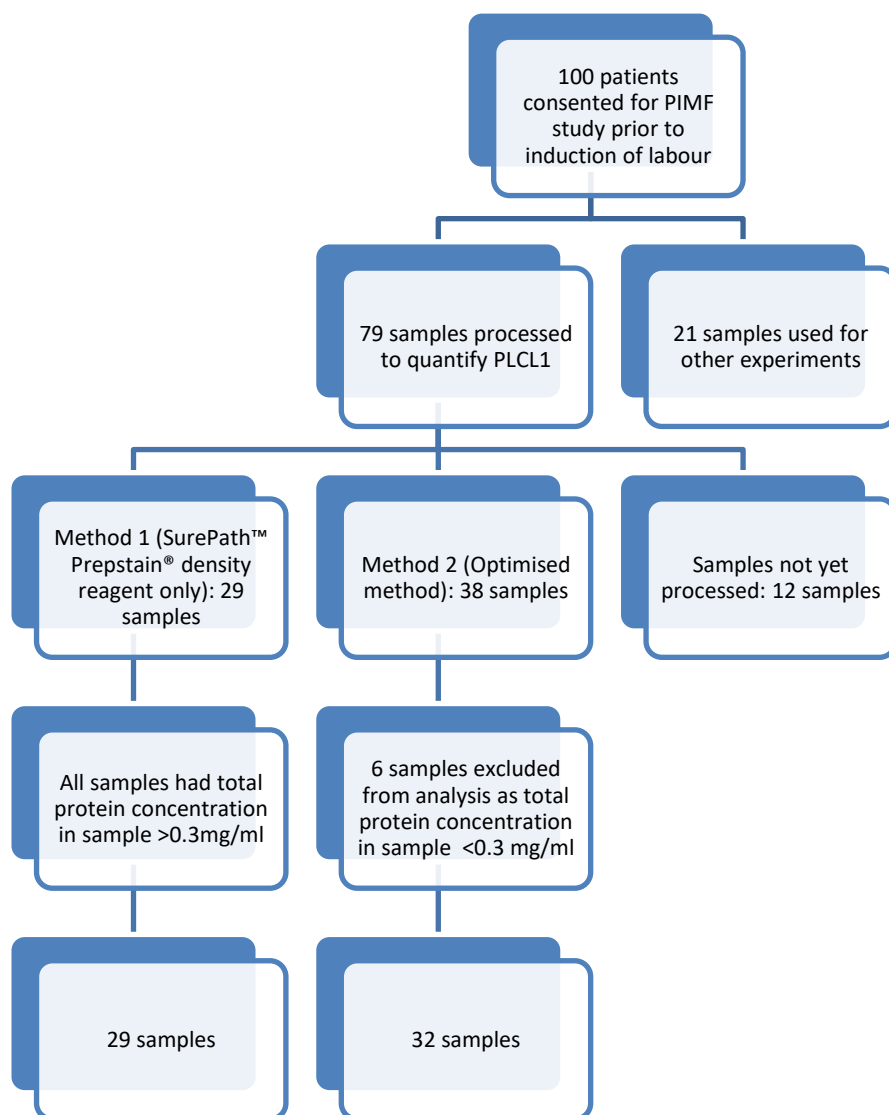 100 patients
consented for PIMF
study prior to
induction of labour
79 samples processed
to quantify PLCL1
21 samples used for
other experiments
Method 1 (SurePath™
Prepstain® density
reagent only): 29
samples
Method 2 (Optimised
method): 38 samples
Samples not yet
processed: 12 samples
All samples had total
protein concentration
in sample >0.3mg/ml
6 samples excluded
from analysis as total
protein concentration
in sample <0.3 mg/ml
29 samples
32 samples